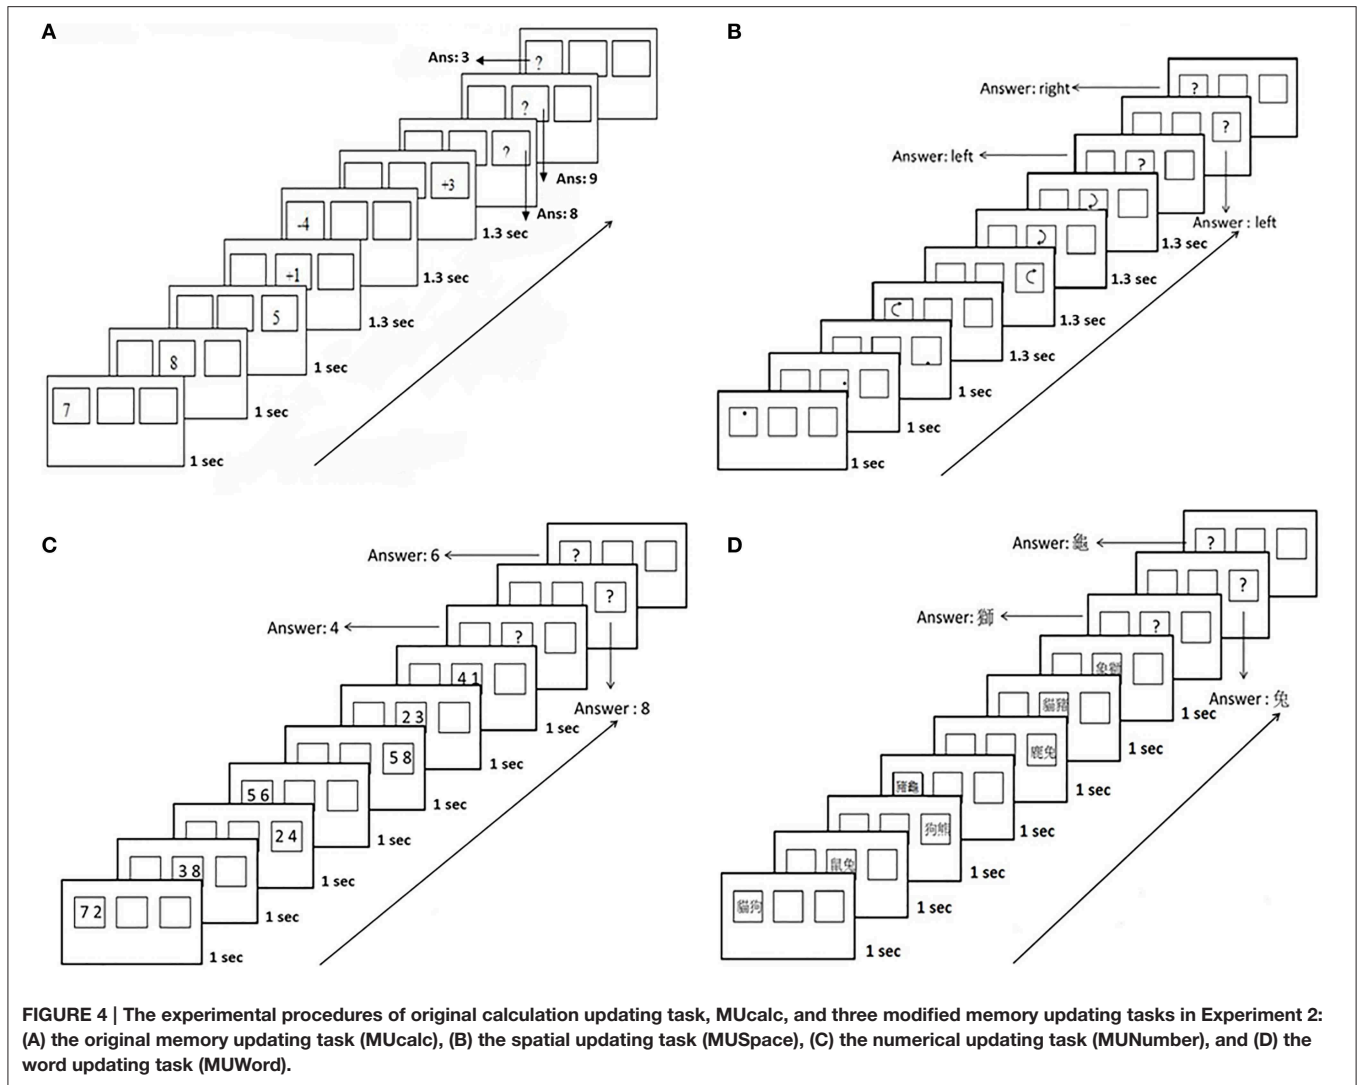 A
Ans: 3
?
?
?
Ans: 9
+3
Ans: 8
-4
1.3 sec
+1
1.3 sec
5
1.3 sec
8
1 sec
7
1 sec
1 sec
B
Answer: right
?
?
Answer: left
?
Answer : left
1.3 sec
1.3 sec
1.3 sec
1.3 sec
1 sec
1 sec
1 sec
C
Answer: 6
?
?
Answer: 4
?
4 1
Answer : 8
2 3
1 sec
5 8
1 sec
5 6
1 sec
2 4
1 sec
3 8
1 sec
7 2
1 sec
1 sec
D
Answer: 龜
?
?
Answer: 獅
?
象獅
Answer : 兔
貓豬
1 sec
鹿兔
1 sec
豬龜
1 sec
狗熊
1 sec
鼠兔
1 sec
貓狗
1 sec
1 sec
FIGURE 4 | The experimental procedures of original calculation updating task, MUcalc, and three modified memory updating tasks in Experiment 2:
(A) the original memory updating task (MUcalc), (B) the spatial updating task (MUSpace), (C) the numerical updating task (MUNumber), and (D) the
word updating task (MUWord).